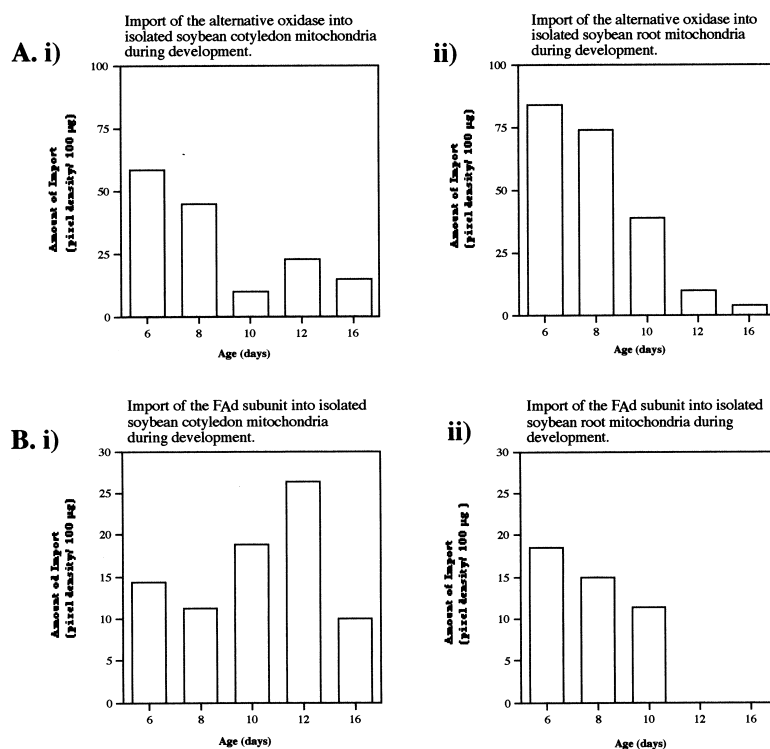 A. i)
Import of the alternative oxidase into
isolated soybean cotyledon mitochondria
during development.
100
75
50
25
0
Amount of Import
(pixel density/ 100 µg)
6 8 10 12 16
Age (days)
ii)
Import of the alternative oxidase into
isolated soybean root mitochondria
during development.
100
75
50
25
0
Amount of Import
(pixel density/ 100 µg)
6 8 10 12 16
Age (days)
B. i)
Import of the FAd subunit into isolated
soybean cotyledon mitochondria
during development.
30
25
20
15
10
5
0
Amount od Import
(pixel density/ 100 µg)
6 8 10 12 16
Age (days)
ii)
Import of the FAd subunit into isolated
soybean root mitochondria during
development.
30
25
20
15
10
5
0
Amount of Import
(pixel density/ 100 µg )
6 8 10 12 16
Age (days)